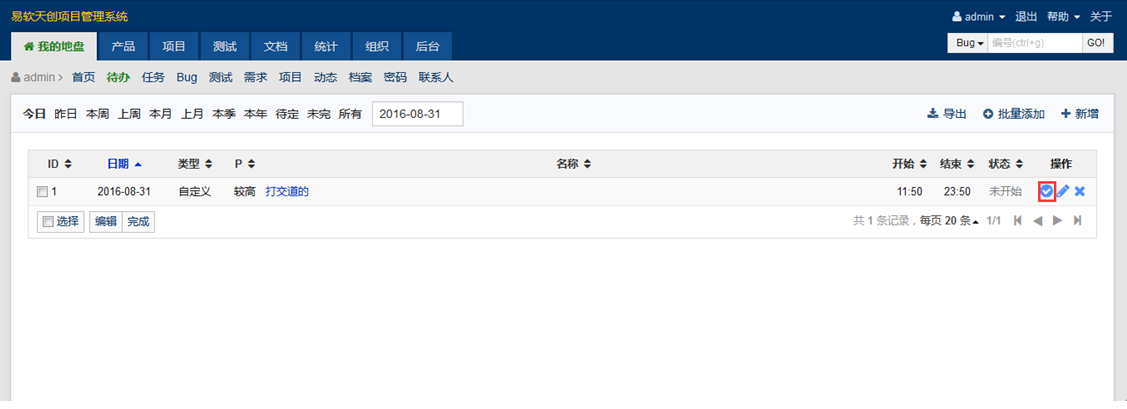 易软天创项目管理系统
admin 退出 帮助 关于
我的地盘 产品 项目 测试 文档 统计 组织 后台
Bug 编号(ctrl+g) GO!
admin 首页 待办 任务 Bug 测试 需求 项目 动态 档案 密码 联系人
今日 昨日 本周 上周 本月 上月 本季 本年 待定 未完 所有 2016-08-31 导出 批量添加 新增
ID 日期 类型 P 名称 开始 结束 状态 操作
1 2016-08-31 自定义 较高 打交道的 11:50 23:50 未开始
选择 编辑 完成 共 1 条记录，每页 20 条 1/1